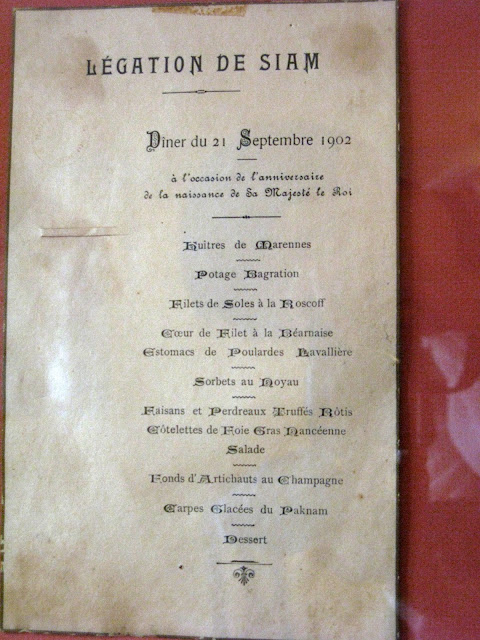 LÉGATION DE SIAM
Dîner du 21 Septembre 1902
à l'occasion de l'anniversaire
de la naissance de Sa Majesté le Roi
Huîtres de Marennes
Potage Bagration
Filets de Soles à la Roscoff
Cœur de Filet à la Béarnaise
Estomacs de Poulardes Lavallière
Sorbets au Noyau
Faisans et Perdreaux Truffés Rôtis
Côtelettes de Foie Gras Nancéenne
Salade
Fonds d'Artichauts au Champagne
Carpes Glacées du Paknam
Dessert